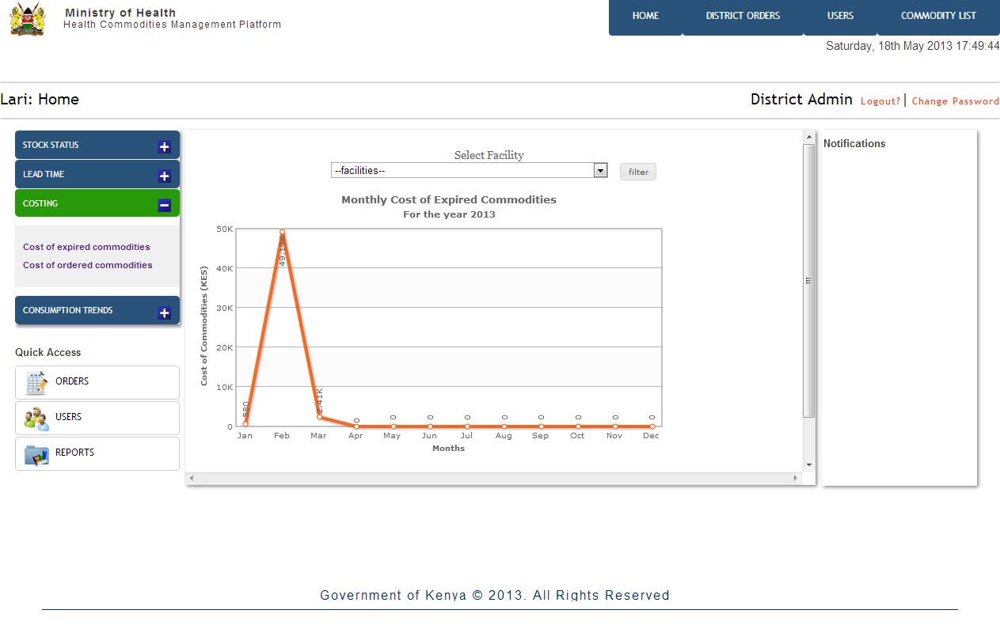 Ministry of Health
Health Commodities Management Platform
HOME
DISTRICT ORDERS
USERS
COMMODITY LIST
Saturday, 18th May 2013 17:49:44
Lari: Home
District Admin
Logout?
Change Password
STOCK STATUS
LEAD TIME
COSTING
Cost of expired commodities
Cost of ordered commodities
CONSUMPTION TRENDS
Quick Access
ORDERS
USERS
REPORTS
Select Facility
--facilities--
filter
Monthly Cost of Expired Commodities
For the year 2013
Cost of Commodities (KES)
50K
40K
30K
20K
10K
0
580
2.41K
0
0
0
0
0
0
0
0
0
Jan
Feb
Mar
Apr
May
Jun
Jul
Aug
Sep
Oct
Nov
Dec
Months
Notifications
Government of Kenya © 2013. All Rights Reserved